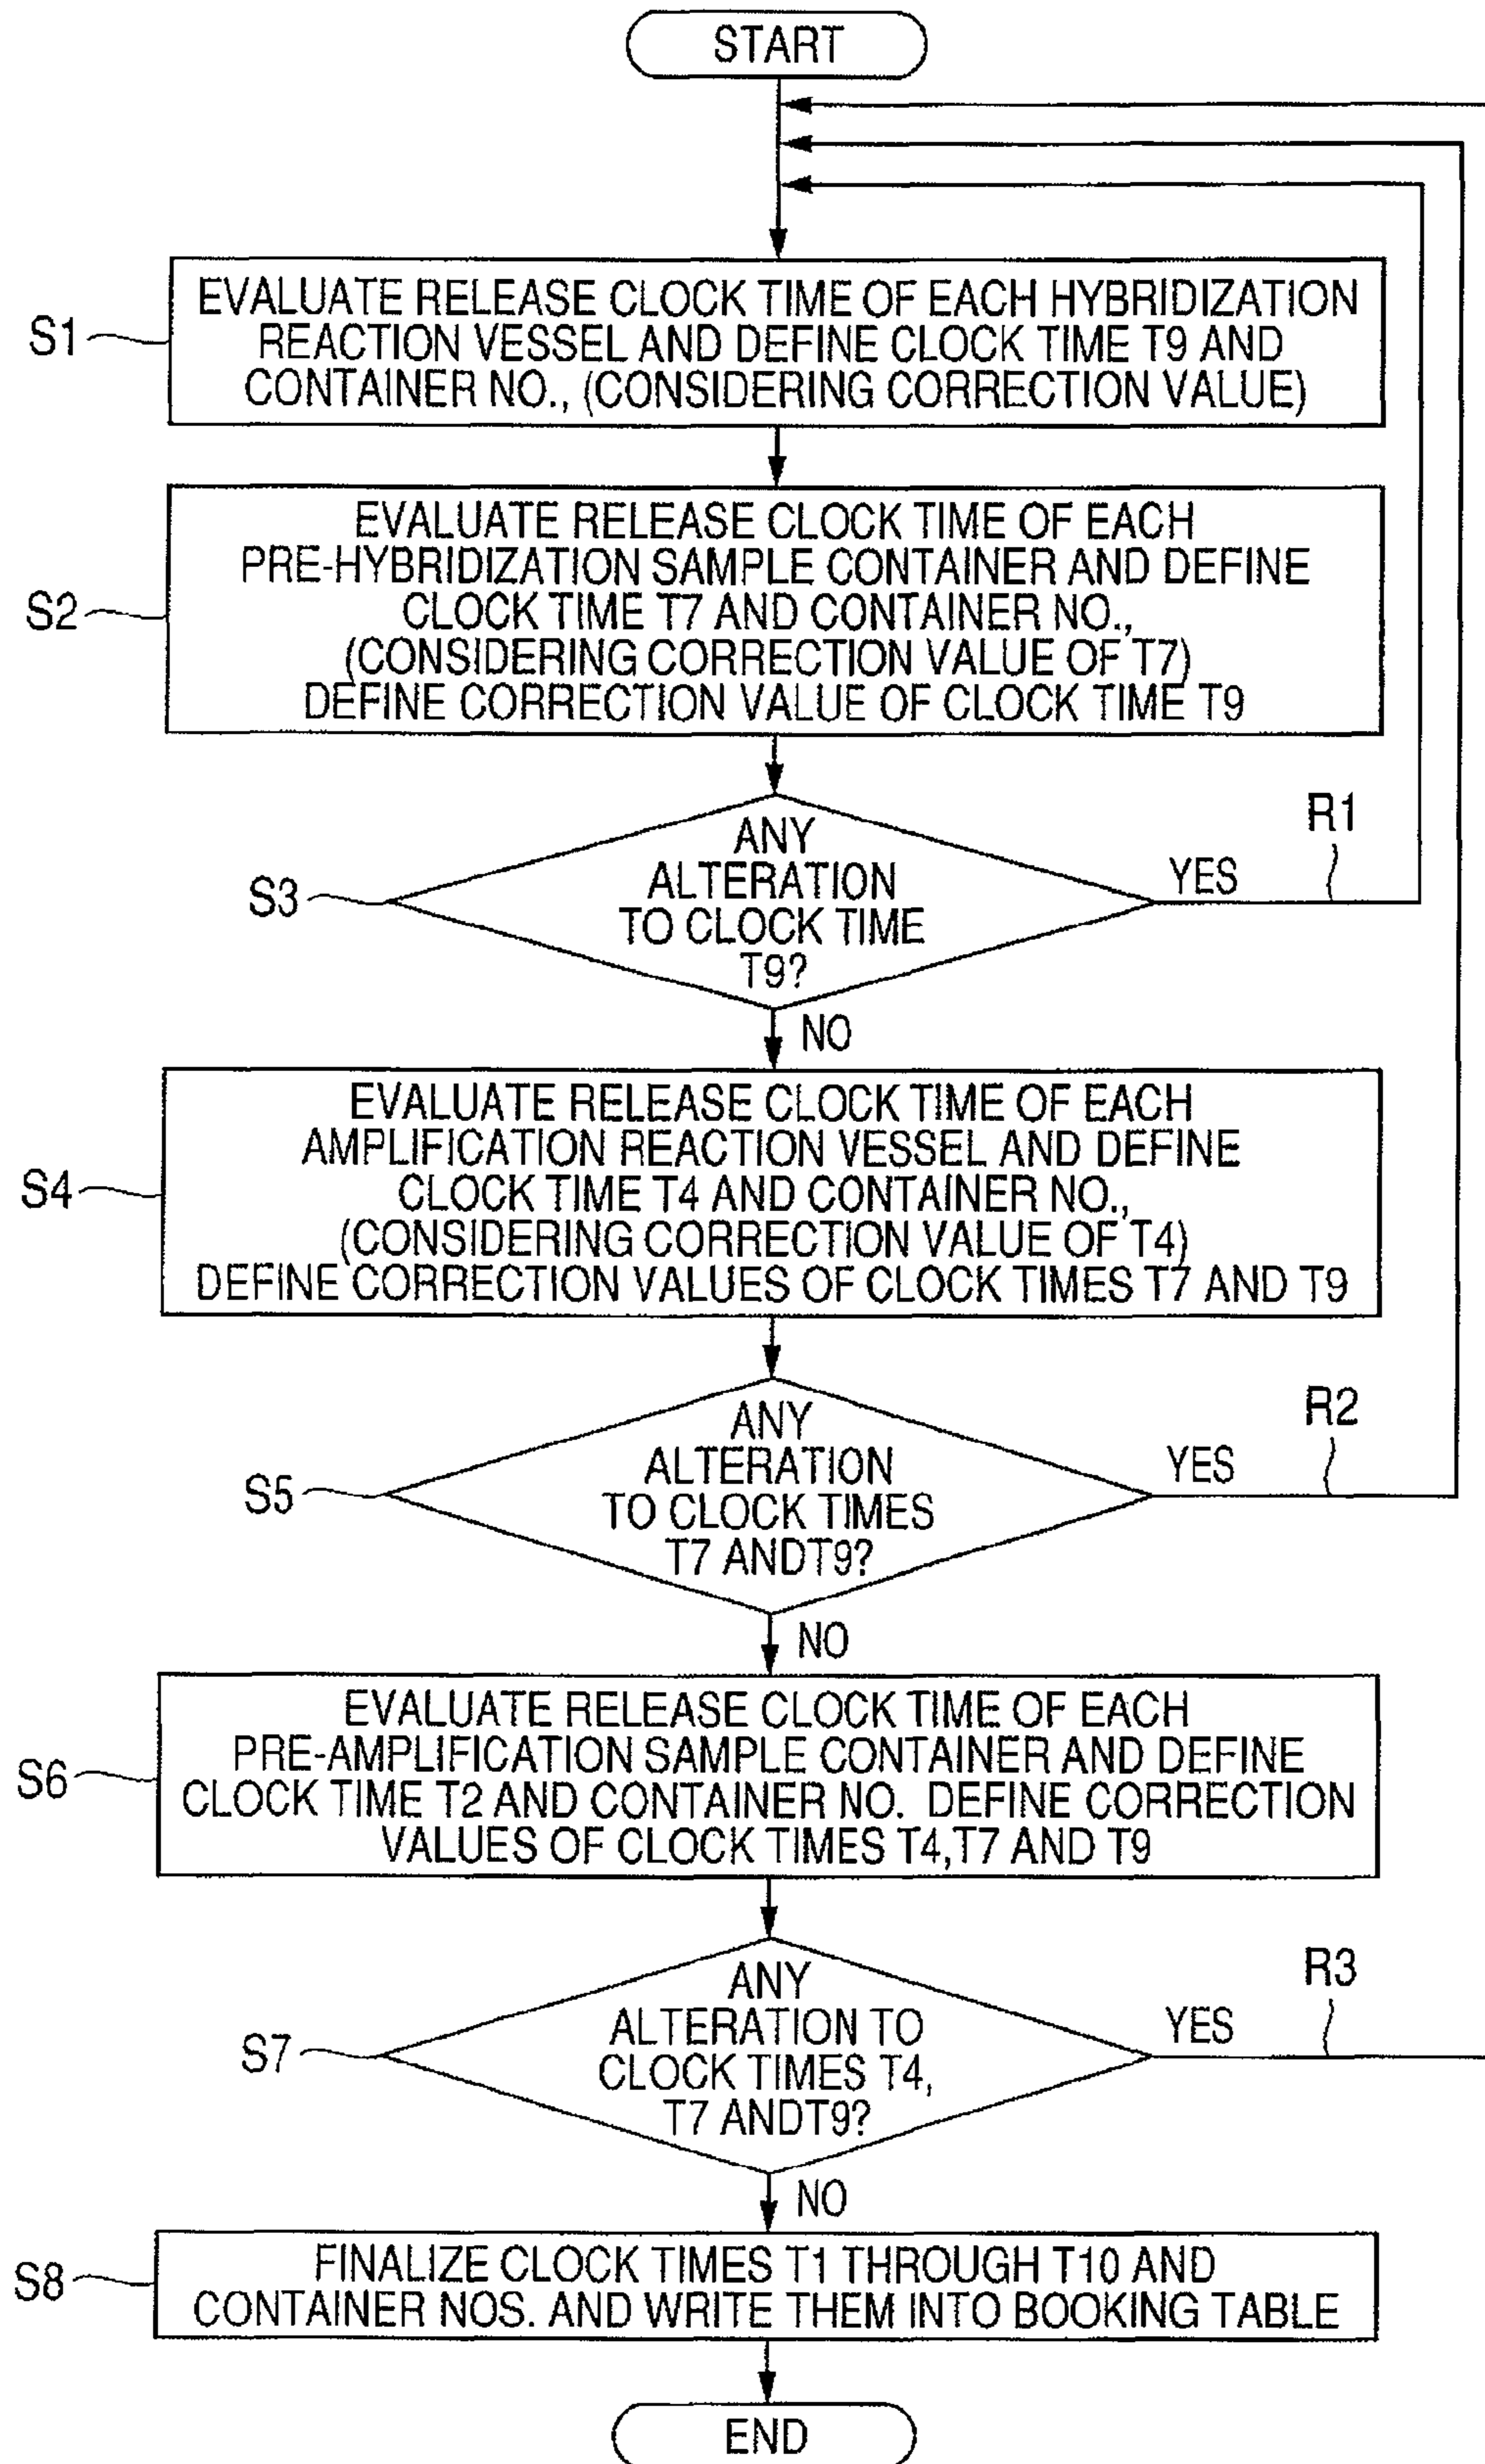 START
S1
EVALUATE RELEASE CLOCK TIME OF EACH HYBRIDIZATION
REACTION VESSEL AND DEFINE CLOCK TIME T9 AND
CONTAINER NO., (CONSIDERING CORRECTION VALUE)
S2
EVALUATE RELEASE CLOCK TIME OF EACH
PRE-HYBRIDIZATION SAMPLE CONTAINER AND DEFINE
CLOCK TIME T7 AND CONTAINER NO.,
(CONSIDERING CORRECTION VALUE OF T7)
DEFINE CORRECTION VALUE OF CLOCK TIME T9
S3
ANY
ALTERATION
TO CLOCK TIME
T9?
YES
R1
NO
S4
EVALUATE RELEASE CLOCK TIME OF EACH
AMPLIFICATION REACTION VESSEL AND DEFINE
CLOCK TIME T4 AND CONTAINER NO.,
(CONSIDERING CORRECTION VALUE OF T4)
DEFINE CORRECTION VALUES OF CLOCK TIMES T7 AND T9
S5
ANY
ALTERATION
TO CLOCK TIMES
T7 ANDT9?
YES
R2
NO
S6
EVALUATE RELEASE CLOCK TIME OF EACH
PRE-AMPLIFICATION SAMPLE CONTAINER AND DEFINE
CLOCK TIME T2 AND CONTAINER NO. DEFINE CORRECTION
VALUES OF CLOCK TIMES T4,T7 AND T9
S7
ANY
ALTERATION TO
CLOCK TIMES T4,
T7 ANDT9?
YES
R3
NO
S8
FINALIZE CLOCK TIMES T1 THROUGH T10 AND
CONTAINER NOS. AND WRITE THEM INTO BOOKING TABLE
END